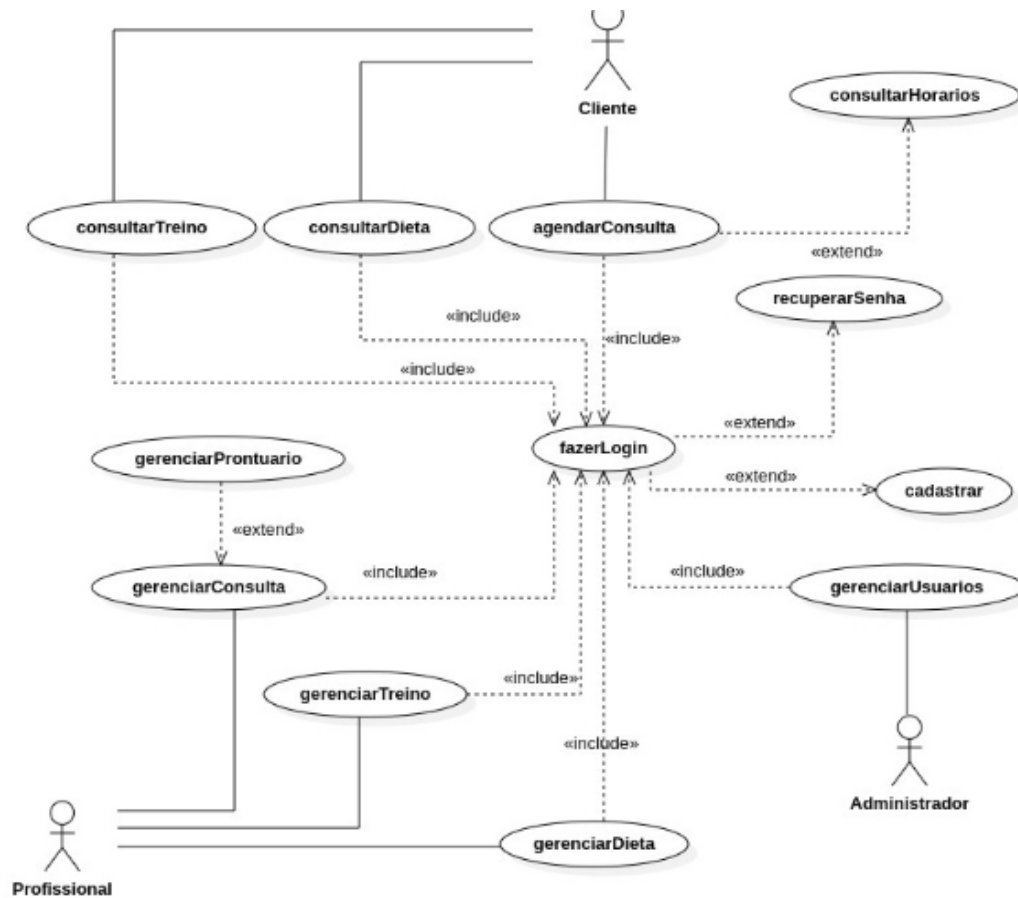 Cliente
consultarHorarios
consultarTreino
consultarDieta
agendarConsulta
«extend»
recuperarSenha
«include»
«include»
«include»
«extend»
fazerLogin
gerenciarProntuario
«extend»
cadastrar
«extend»
«include»
«include»
gerenciarConsulta
gerenciarUsuarios
«include»
gerenciarTreino
«include»
Administrador
gerenciarDieta
Profissional